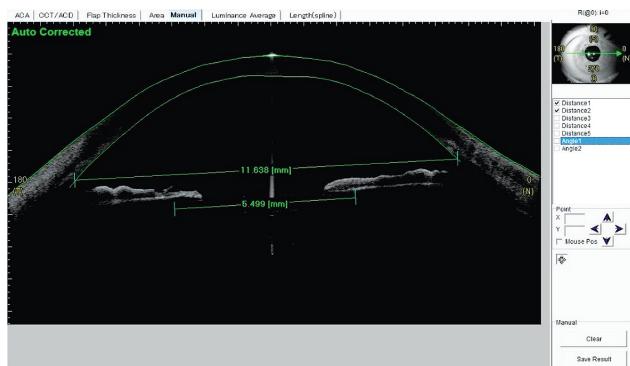 ACA CCT/ACD Flap Thickness Area Manual Luminance Average Length(spline)
R(@0) i=0
Auto Corrected
180
(T)
0
(N)
270
11.638 [mm]
5.499 [mm]
180
(T)
0
(N)
Distance1
Distance2
Distance3
Distance4
Distance5
Angle1
Angle2
Point
X
Y
Mouse Pos
Manual
Clear
Save Result